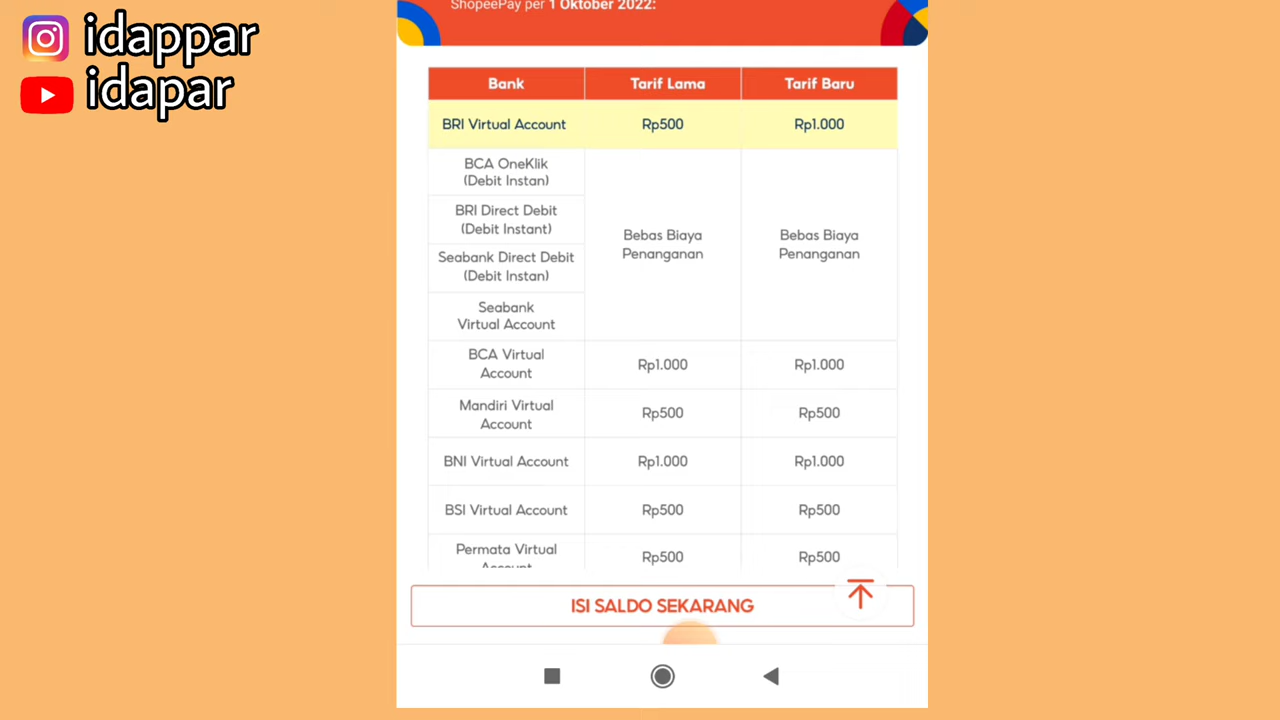 idappar
idapar
ShopeePay per 1 Oktober 2022:
Bank Tarif Lama Tarif Baru
BRI Virtual Account Rp500 Rp1.000
BCA OneKlik
(Debit Instan)
BRI Direct Debit
(Debit Instant)
Seabank Direct Debit
(Debit Instan)
Seabank
Virtual Account
Bebas Biaya
Penanganan
Bebas Biaya
Penanganan
BCA Virtual
Account
Rp1.000 Rp1.000
Mandiri Virtual
Account
Rp500 Rp500
BNI Virtual Account Rp1.000 Rp1.000
BSI Virtual Account Rp500 Rp500
Permata Virtual
Account
Rp500 Rp500
ISI SALDO SEKARANG